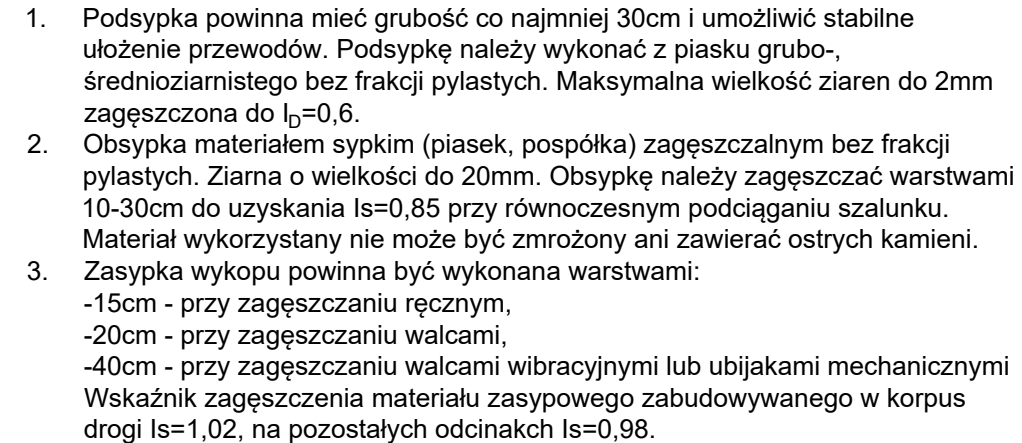 1. Podsypka powinna mieć grubość co najmniej 30cm i umożliwić stabilne
ułożenie przewodów. Podsypkę należy wykonać z piasku grubo-,
średnioziarnistego bez frakcji pylastych. Maksymalna wielkość ziaren do 2mm
zagęszczona do ID=0,6.
2. Obsypka materiałem sypkim (piasek, pospółka) zagęszczalnym bez frakcji
pylastych. Ziarna o wielkości do 20mm. Obsypkę należy zagęszczać warstwami
10-30cm do uzyskania Is=0,85 przy równoczesnym podciąganiu szalunku.
Materiał wykorzystany nie może być zmrożony ani zawierać ostrych kamieni.
3. Zasypka wykopu powinna być wykonana warstwami:
-15cm - przy zagęszczaniu ręcznym,
-20cm - przy zagęszczaniu walcami,
-40cm - przy zagęszczaniu walcami wibracyjnymi lub ubijakami mechanicznymi
Wskaźnik zagęszczenia materiału zasypowego zabudowywanego w korpus
drogi Is=1,02, na pozostałych odcinakch Is=0,98.